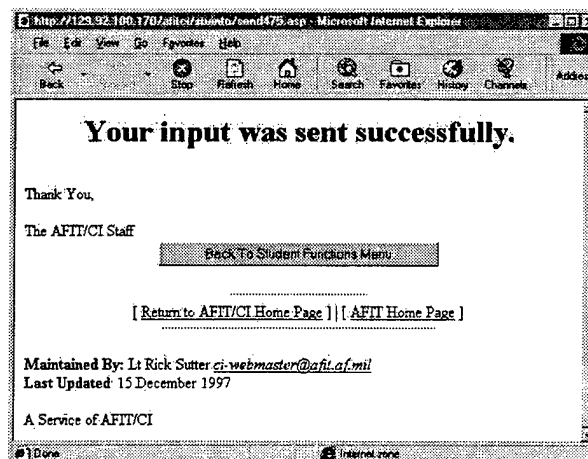 http://129.92.100.170/afitci/stuinfo/send475.asp - Microsoft Internet Explorer
File Edit View Go Favorites Help
Back Stop Refresh Home Search Favorites History Channels Address
Your input was sent successfully.
Thank You,
The AFIT/CI Staff
Back To Student Functions Menu
[ Return to AFIT/CI Home Page ] | [ AFIT Home Page ]
Maintained By: Lt Rick Sutter ci-webmaster@afit.af.mil
Last Updated: 15 December 1997
A Service of AFIT/CI
Done Internet zone